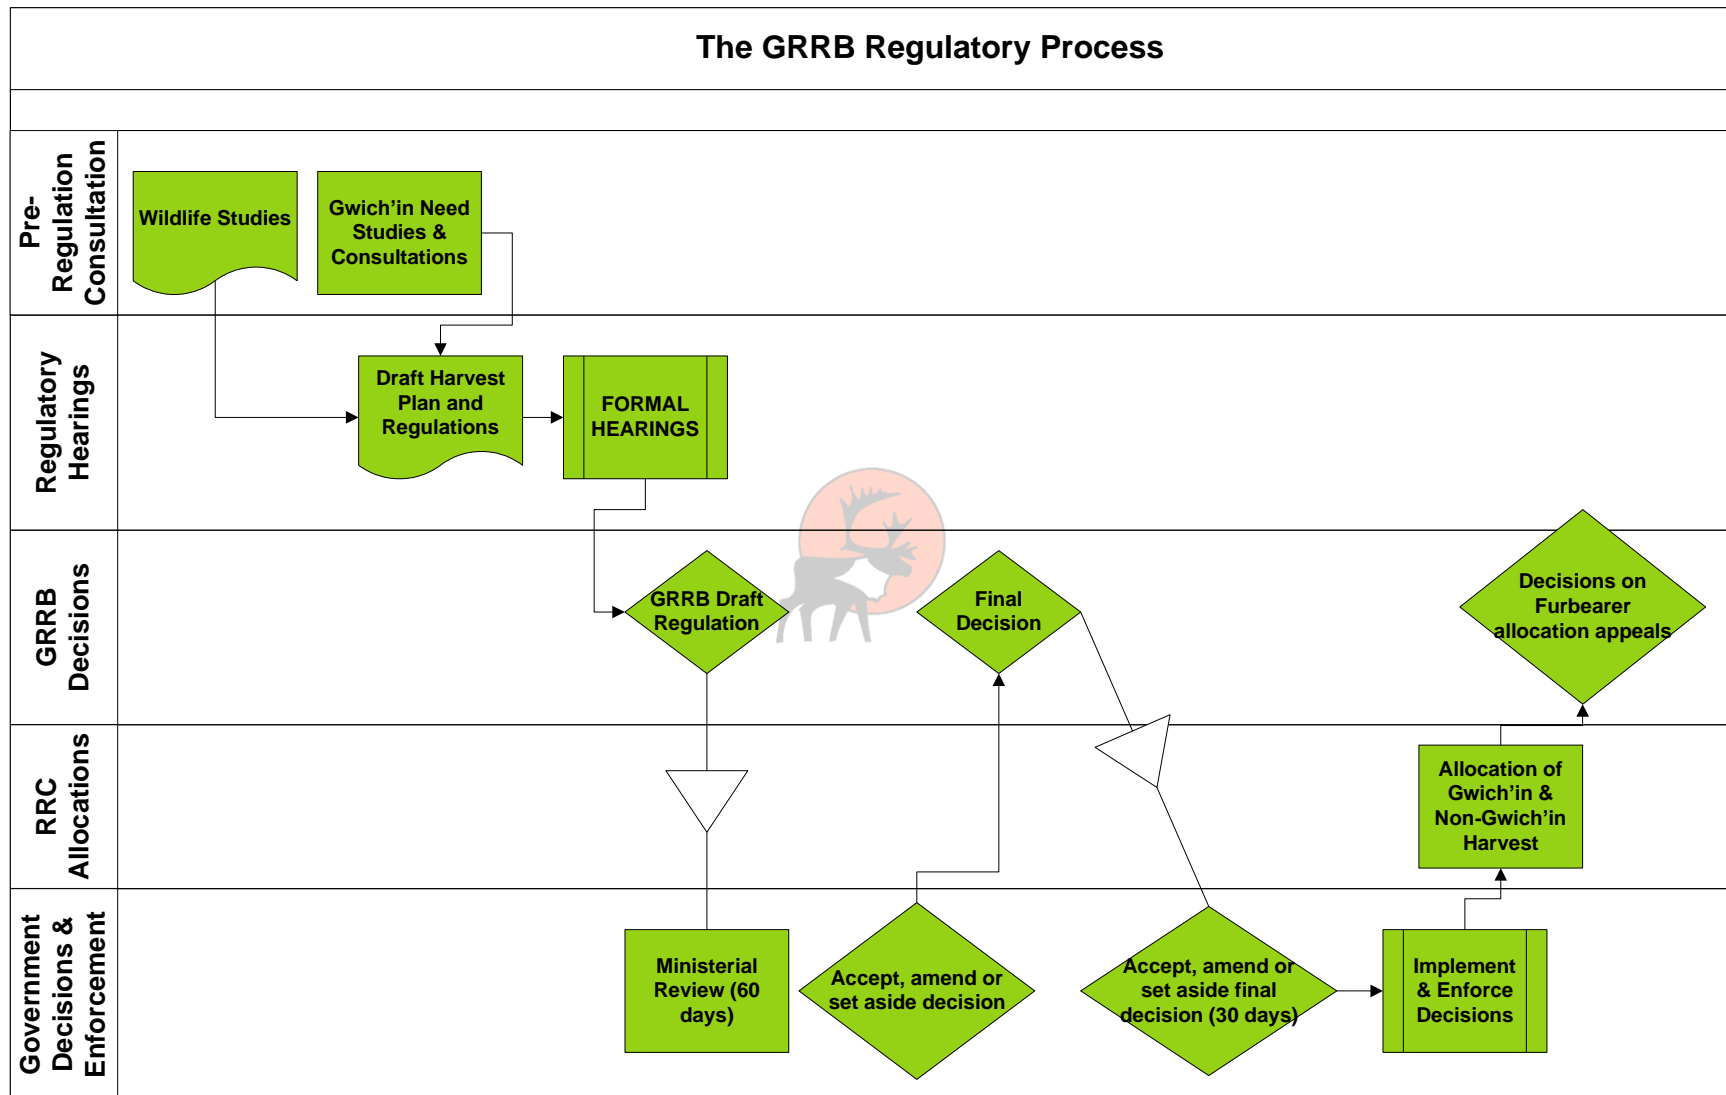 The GRRB Regulatory Process
Pre-
Regulation
Consultation
Wildlife Studies
Gwich'in Need
Studies &
Consultations
Regulatory
Hearings
Draft Harvest
Plan and
Regulations
FORMAL
HEARINGS
GRRB
Decisions
GRRB Draft
Regulation
Final
Decision
Decisions on
Furbearer
allocation appeals
RRC
Allocations
Allocation of
Gwich'in &
Non-Gwich'in
Harvest
Government
Decisions &
Enforcement
Ministerial
Review (60
days)
Accept, amend or
set aside decision
Accept, amend or
set aside final
decision (30 days)
Implement
& Enforce
Decisions